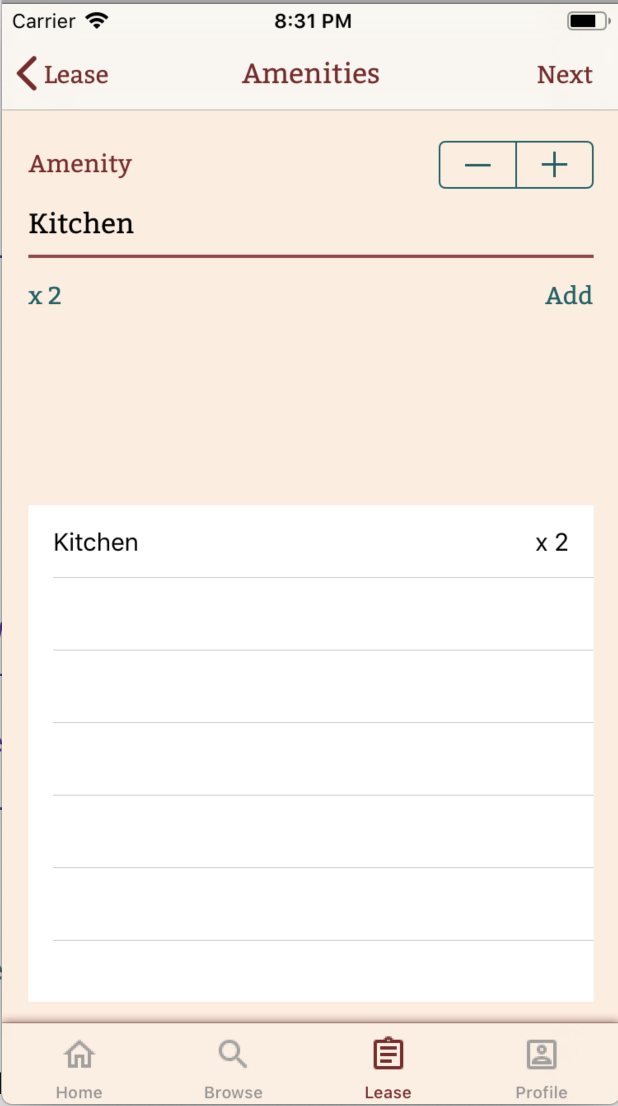 Carrier 8:31 PM
Lease Amenities Next
Amenity
Kitchen
x 2 Add
Kitchen x 2
Home Browse Lease Profile